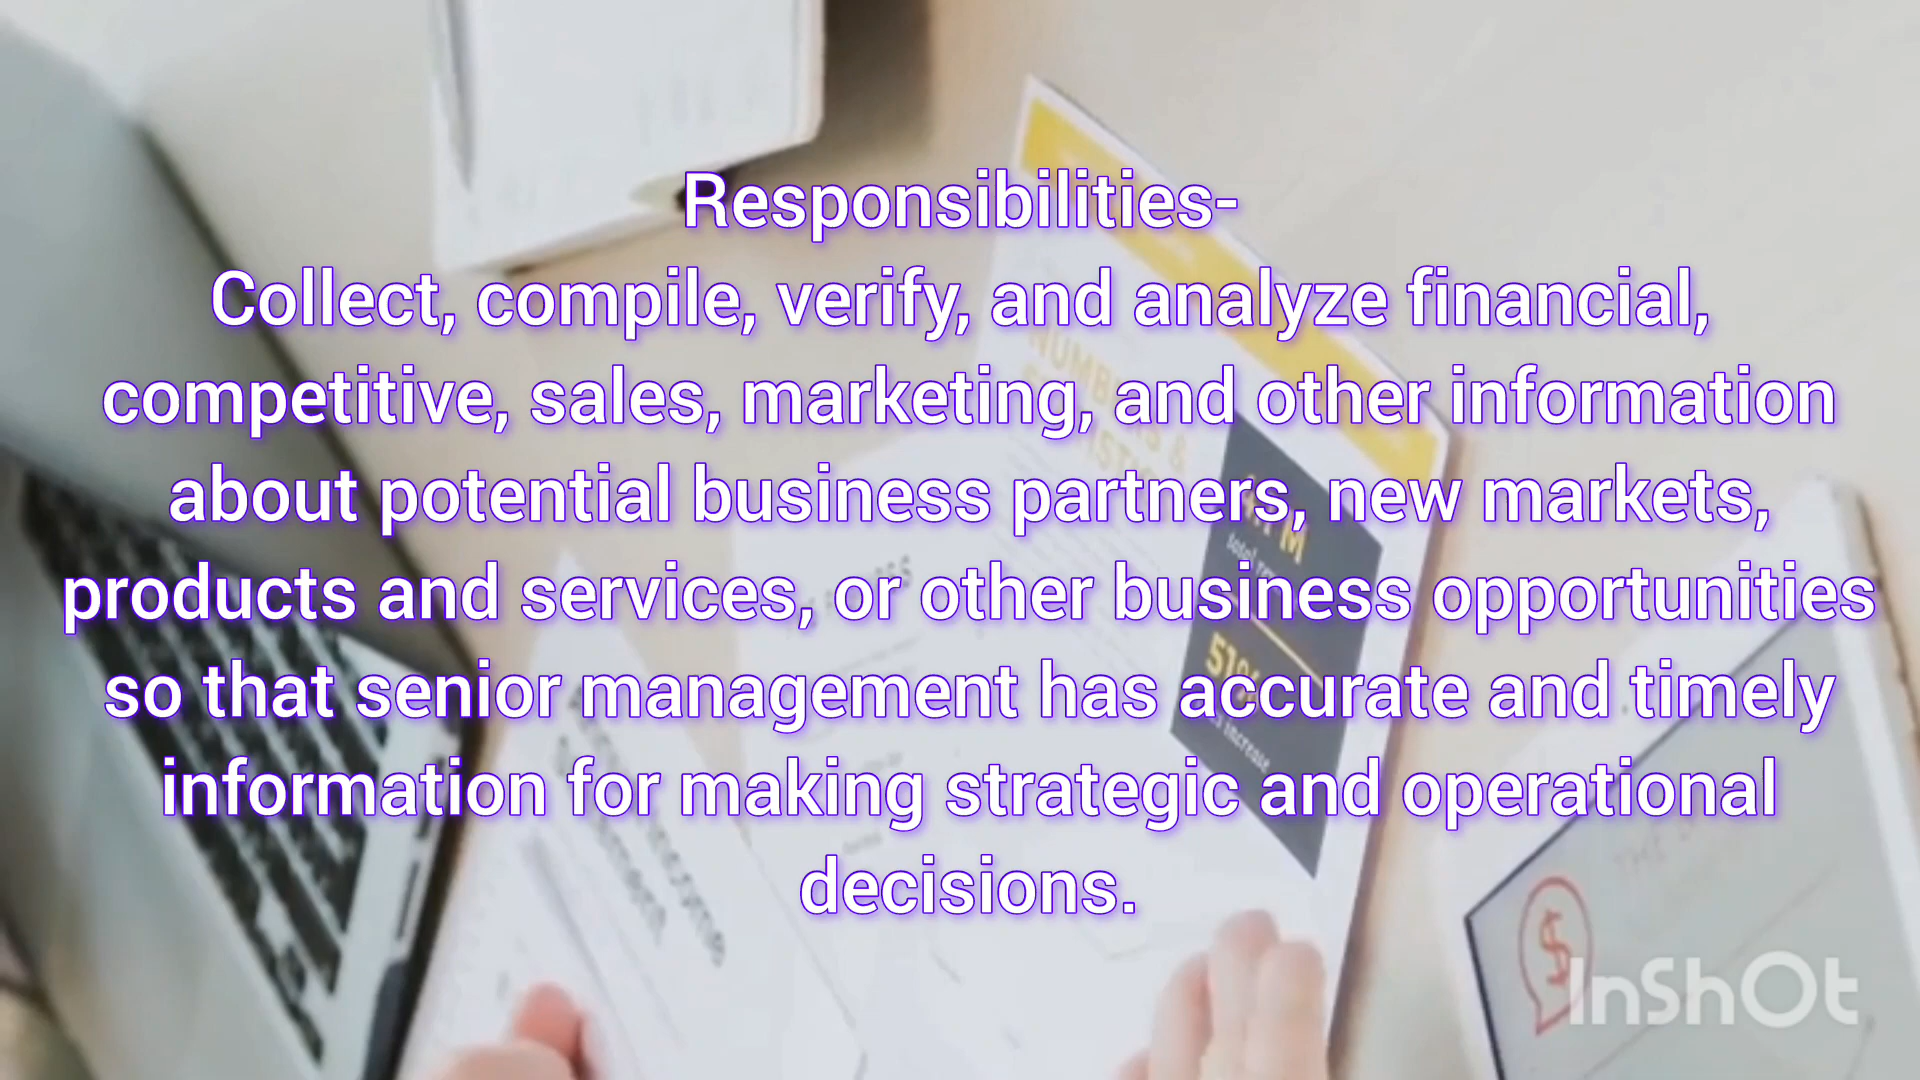 Responsibilities-
Collect, compile, verify, and analyze financial,
competitive, sales, marketing, and other information
about potential business partners, new markets,
products and services, or other business opportunities
so that senior management has accurate and timely
information for making strategic and operational
decisions.
increase
InShOt